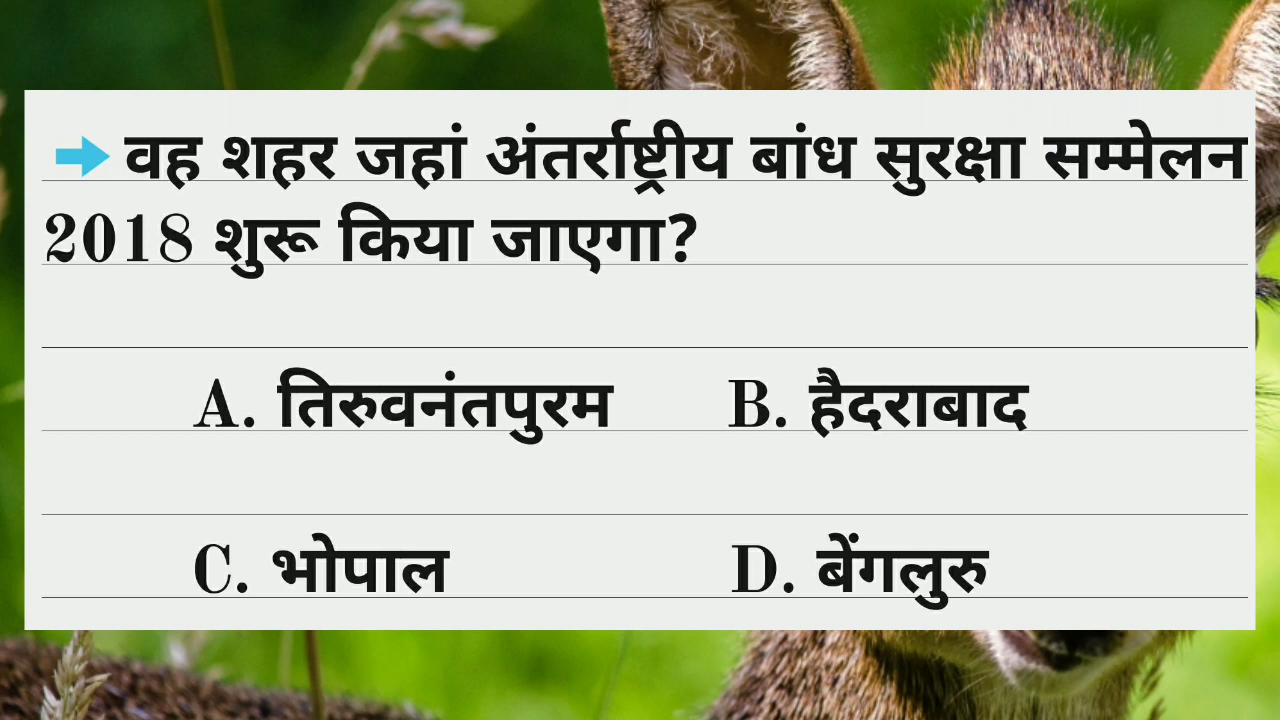 वह शहर जहां अंतर्राष्ट्रीय बांध सुरक्षा सम्मेलन
2018 शुरू किया जाएगा?
A. तिरुवनंतपुरम B. हैदराबाद
C. भोपाल D. बेंगलुरु